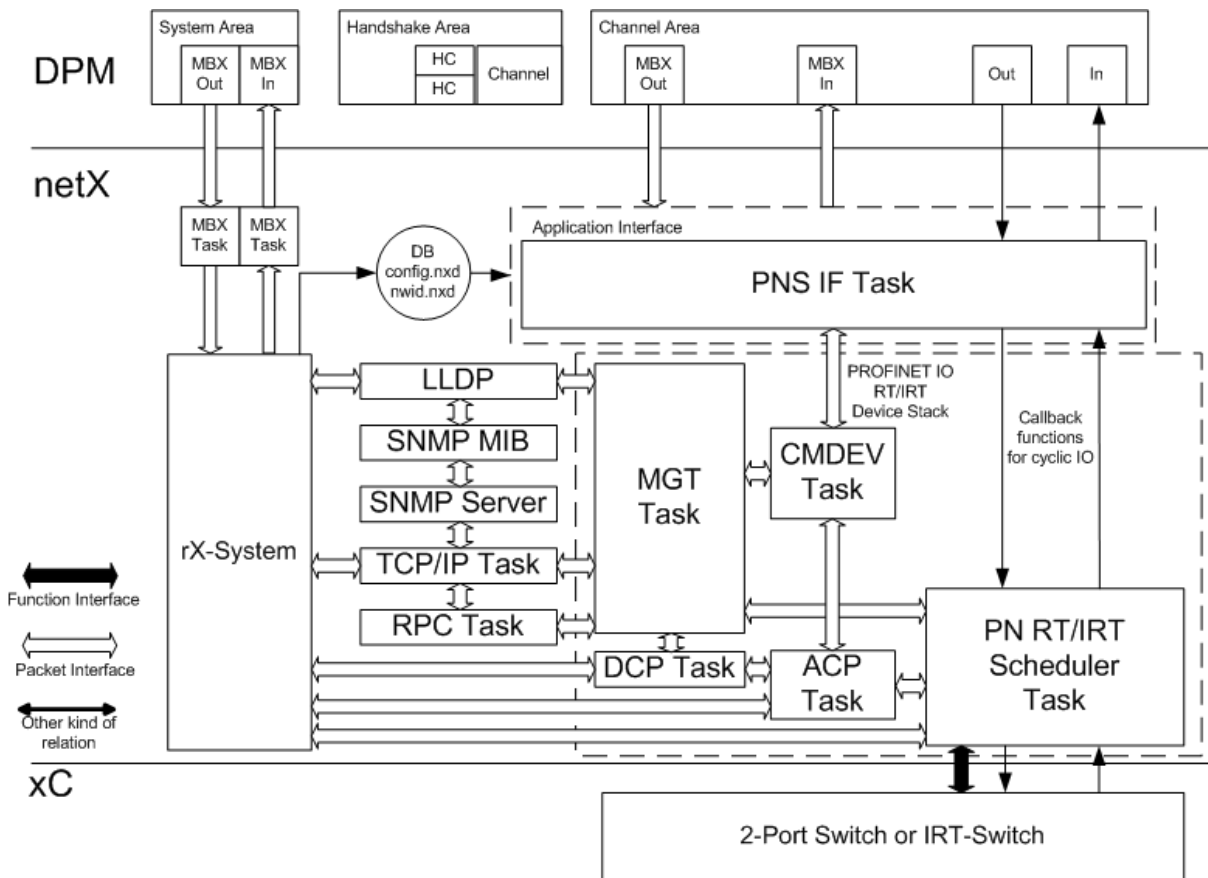 DPM
System Area
MBX
Out
MBX
In
Handshake Area
HC
HC
Channel
Channel Area
MBX
Out
MBX
In
Out
In
netX
MBX
Task
MBX
Task
DB
config.nxd
nwid.nxd
Application Interface
PNS IF Task
rX-System
LLDP
SNMP MIB
SNMP Server
TCP/IP Task
RPC Task
MGT
Task
PROFINET IO
RT/IRT
Device Stack
CMDEV
Task
Callback
functions
for cyclic IO
DCP Task
ACP
Task
PN RT/IRT
Scheduler
Task
Function Interface
Packet Interface
Other kind of
relation
xC
2-Port Switch or IRT-Switch